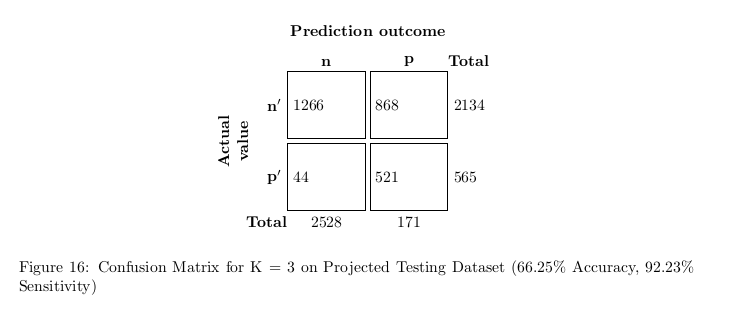 Prediction outcome
n p Total
Actual
value
n′ 1266 868 2134
p′ 44 521 565
Total 2528 171
Figure 16: Confusion Matrix for K = 3 on Projected Testing Dataset (66.25% Accuracy, 92.23%
Sensitivity)